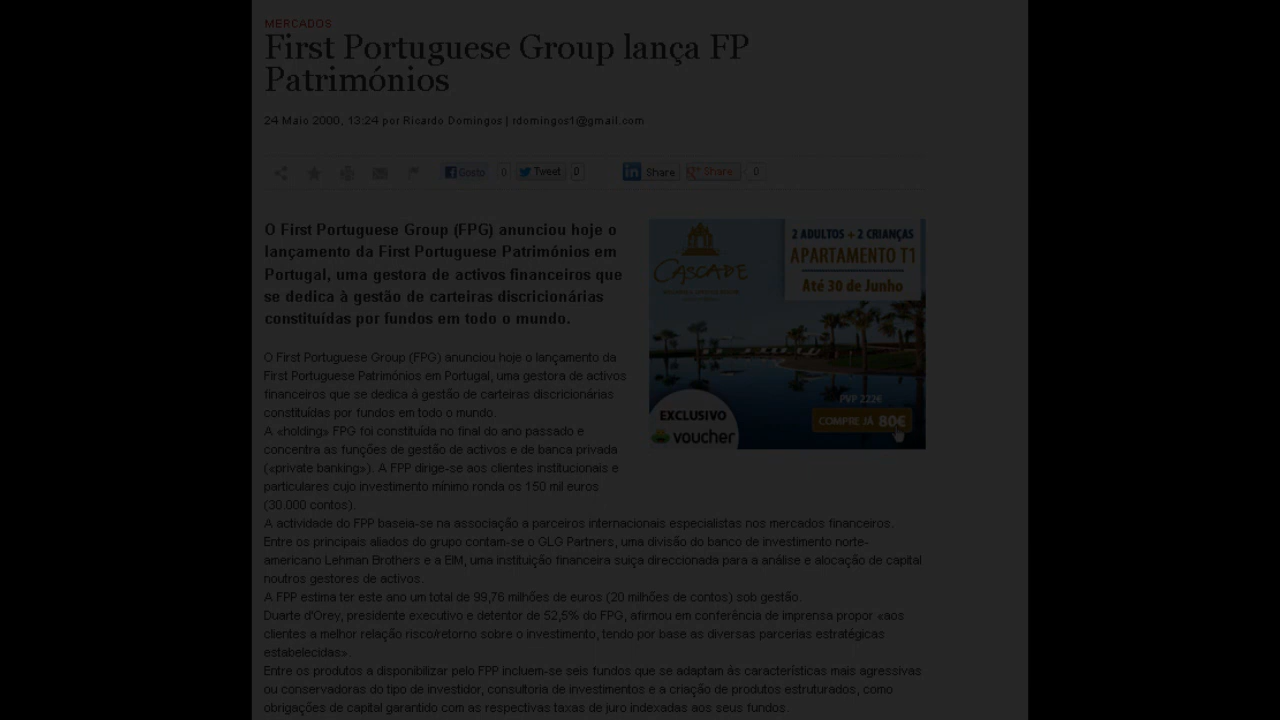 MERCADOS
First Portuguese Group lança FP
Patrimónios
24 Maio 2000, 13:24 por Ricardo Domingos | rdomingos1@gmail.com
Gosto 0 Tweet 0 Share Share 0
O First Portuguese Group (FPG) anunciou hoje o
lançamento da First Portuguese Patrimónios em
Portugal, uma gestora de activos financeiros que
se dedica à gestão de carteiras discricionárias
constituídas por fundos em todo o mundo.
2 ADULTOS + 2 CRIANÇAS
APARTAMENTO T1
Até 30 de Junho
CASCADE
PVP 222€
COMPRE JÁ 80€
EXCLUSIVO
voucher
O First Portuguese Group (FPG) anunciou hoje o lançamento da
First Portuguese Patrimónios em Portugal, uma gestora de activos
financeiros que se dedica á gestão de carteiras discricionárias
constituídas por fundos em todo o mundo.
A «holding» FPG foi constituída no final do ano passado e
concentra as funções de gestão de activos e de banca privada
(«private banking»). A FPP dirige-se aos clientes institucionais e
particulares cujo investimento mínimo ronda os 150 mil euros
(30.000 contos).
A actividade do FPP baseia-se na associação a parceiros internacionais especialistas nos mercados financeiros.
Entre os principais aliados do grupo contam-se o GLG Partners, uma divisão do banco de investimento norte-
americano Lehman Brothers e a EIM, uma instituição financeira suíça direccionada para a análise e alocação de capital
noutros gestores de activos.
A FPP estima ter este ano um total de 99,76 milhões de euros (20 milhões de contos) sob gestão.
Duarte d'Orey, presidente executivo e detentor de 52,5% do FPG, afirmou em conferência de imprensa propor «aos
clientes a melhor relação risco/retorno sobre o investimento, tendo por base as diversas parcerias estratégicas
estabelecidas».
Entre os produtos a disponibilizar pelo FPP incluem-se seis fundos que se adaptam às características mais agressivas
ou conservadoras do tipo de investidor, consultoria de investimentos e a criação de produtos estruturados, como
obrigações de capital garantido com as respectivas taxas de juro indexadas aos seus fundos.